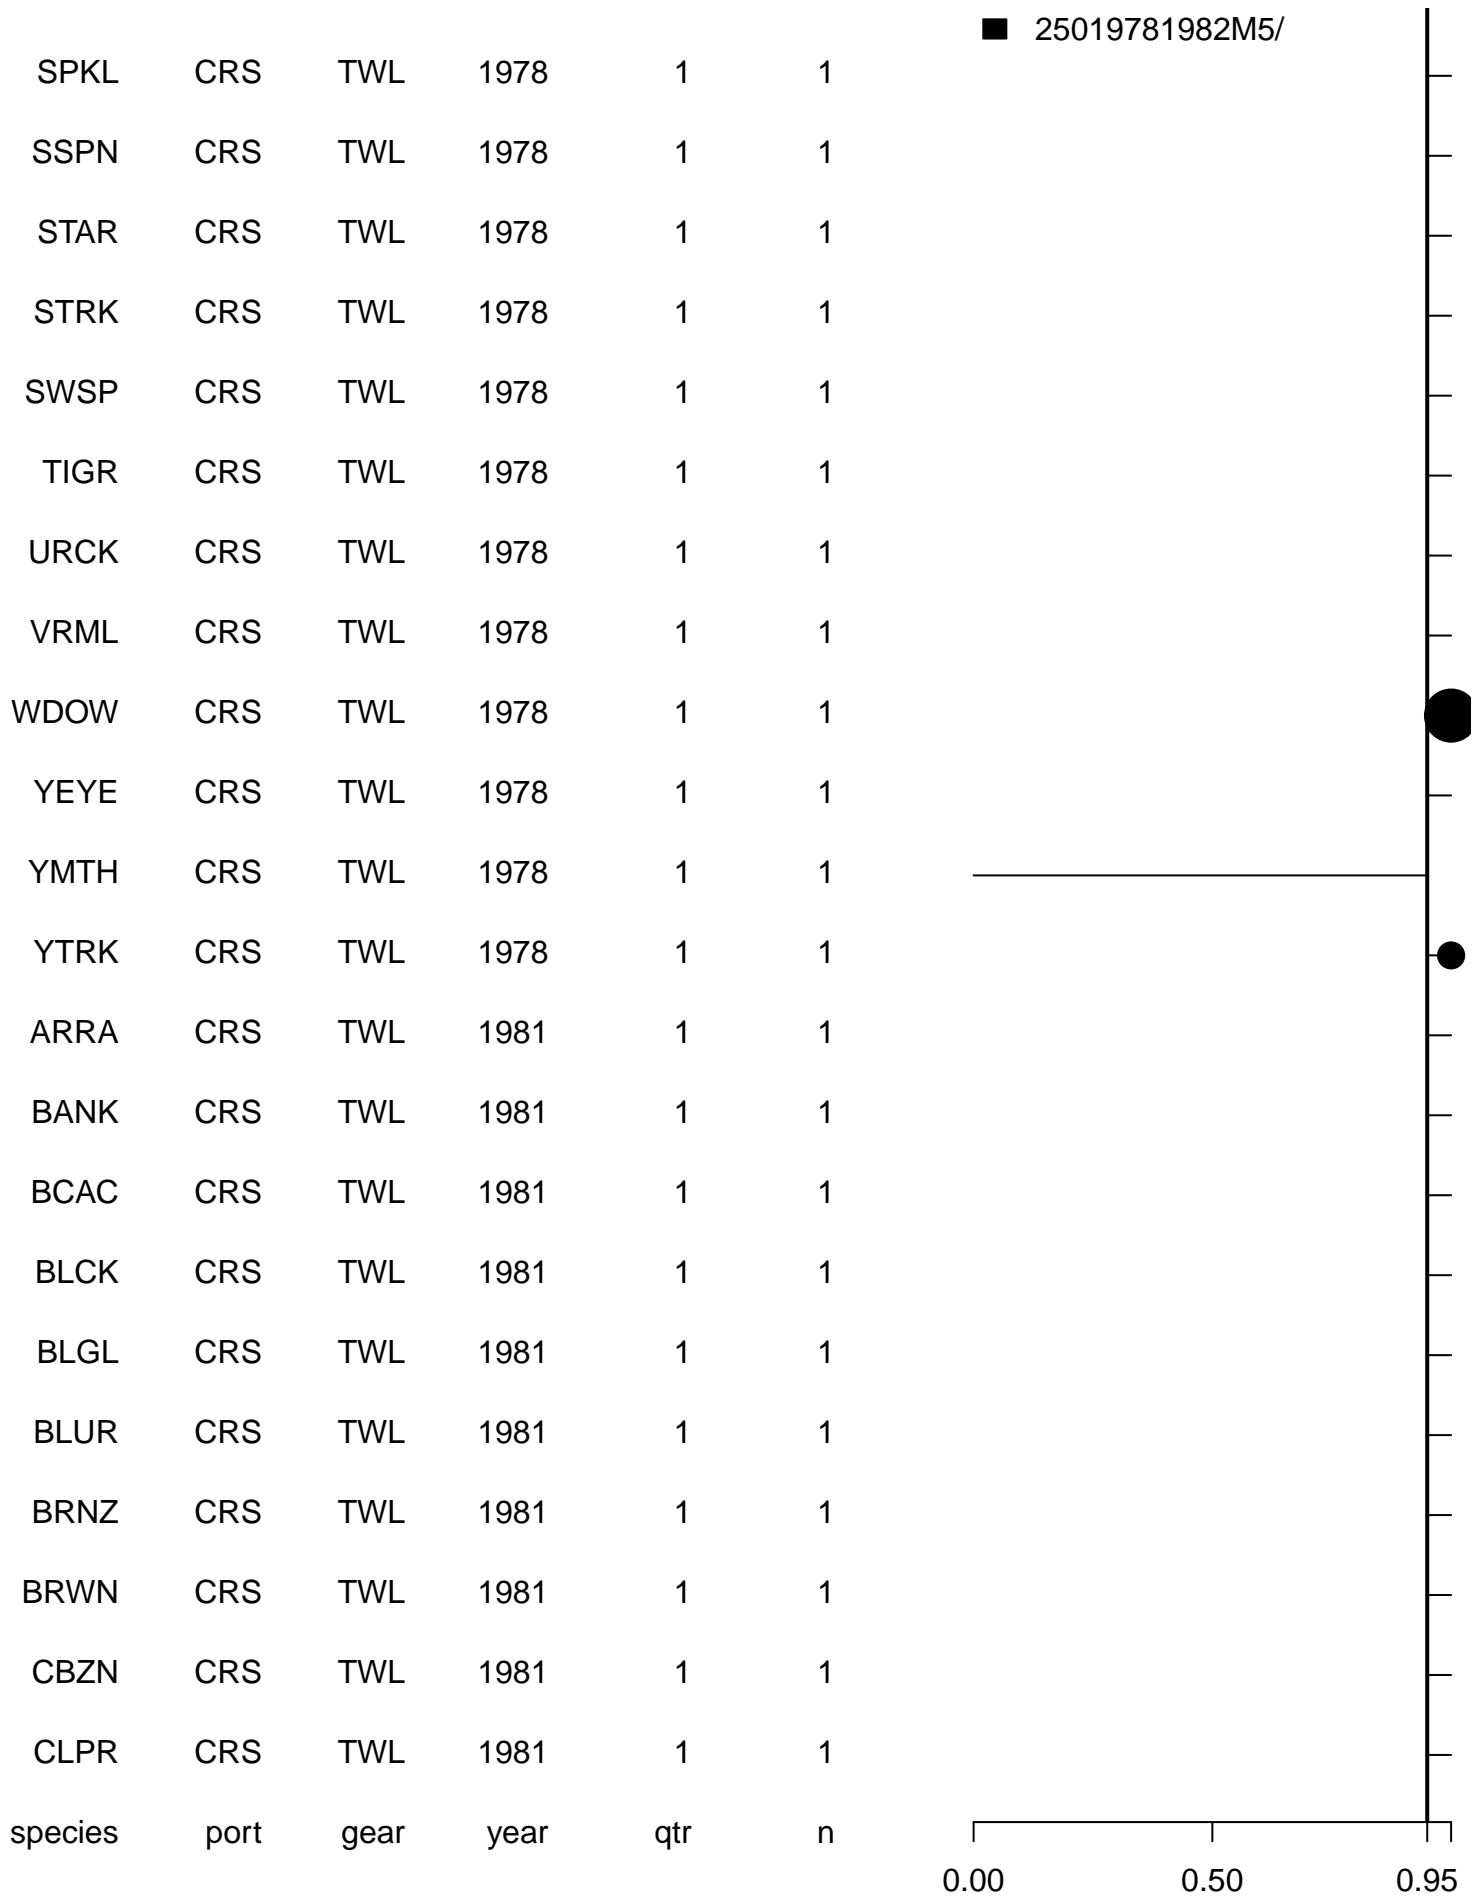 25019781982M5/
SPKL CRS TWL 1978 1 1
SSPN CRS TWL 1978 1 1
STAR CRS TWL 1978 1 1
STRK CRS TWL 1978 1 1
SWSP CRS TWL 1978 1 1
TIGR CRS TWL 1978 1 1
URCK CRS TWL 1978 1 1
VRML CRS TWL 1978 1 1
WDOW CRS TWL 1978 1 1
YEYE CRS TWL 1978 1 1
YMTH CRS TWL 1978 1 1
YTRK CRS TWL 1978 1 1
ARRA CRS TWL 1981 1 1
BANK CRS TWL 1981 1 1
BCAC CRS TWL 1981 1 1
BLCK CRS TWL 1981 1 1
BLGL CRS TWL 1981 1 1
BLUR CRS TWL 1981 1 1
BRNZ CRS TWL 1981 1 1
BRWN CRS TWL 1981 1 1
CBZN CRS TWL 1981 1 1
CLPR CRS TWL 1981 1 1
species port gear year qtr n
0.00 0.50 0.95